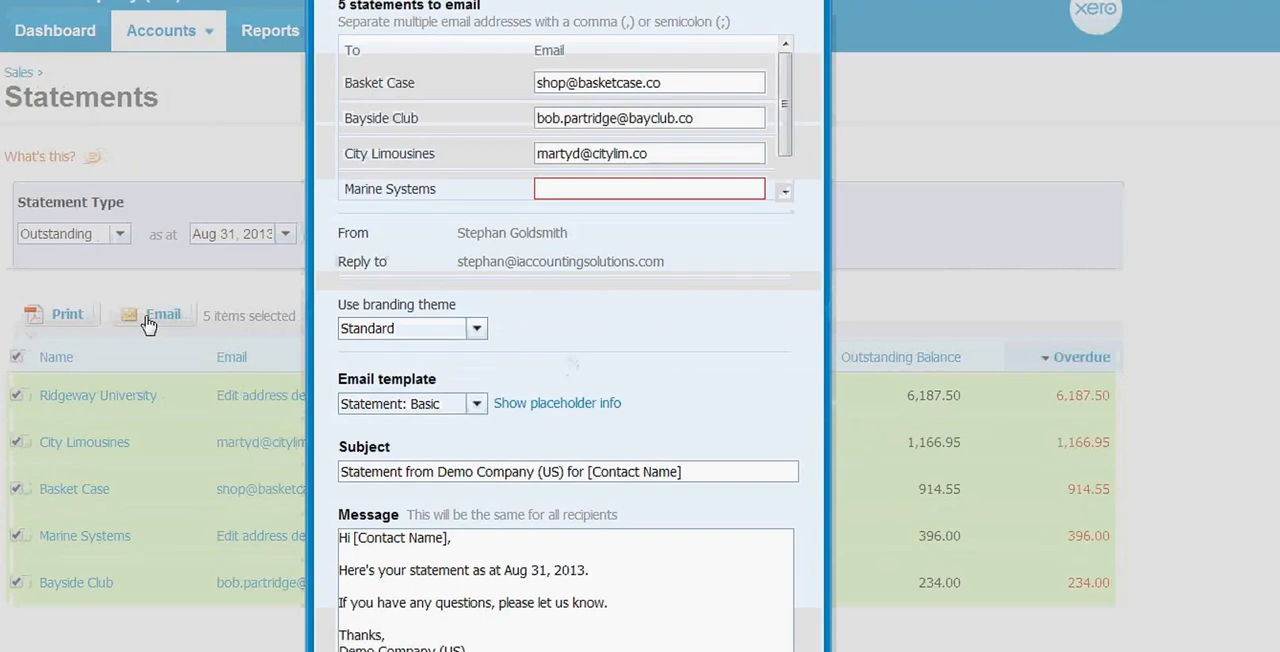 5 statements to email
Separate multiple email addresses with a comma (,) or semicolon (;)
To Email
Basket Case shop@basketcase.co
Bayside Club bob.partridge@bayclub.co
City Limousines martyd@citylim.co
Marine Systems
From Stephan Goldsmith
Reply to stephan@iaccountingsolutions.com
Use branding theme
Standard
Email template
Statement: Basic Show placeholder info
Subject
Statement from Demo Company (US) for [Contact Name]
Message This will be the same for all recipients
Hi [Contact Name],
Here's your statement as at Aug 31, 2013.
If you have any questions, please let us know.
Thanks,
Demo Company (US)
Dashboard Accounts Reports
xero
Sales >
Statements
What's this?
Statement Type
Outstanding as at Aug 31, 2013
Print Email 5 items selected
Name Email Outstanding Balance Overdue
Ridgeway University Edit address de 6,187.50 6,187.50
City Limousines martyd@citylim 1,166.95 1,166.95
Basket Case shop@basketca 914.55 914.55
Marine Systems Edit address de 396.00 396.00
Bayside Club bob.partridge@ 234.00 234.00